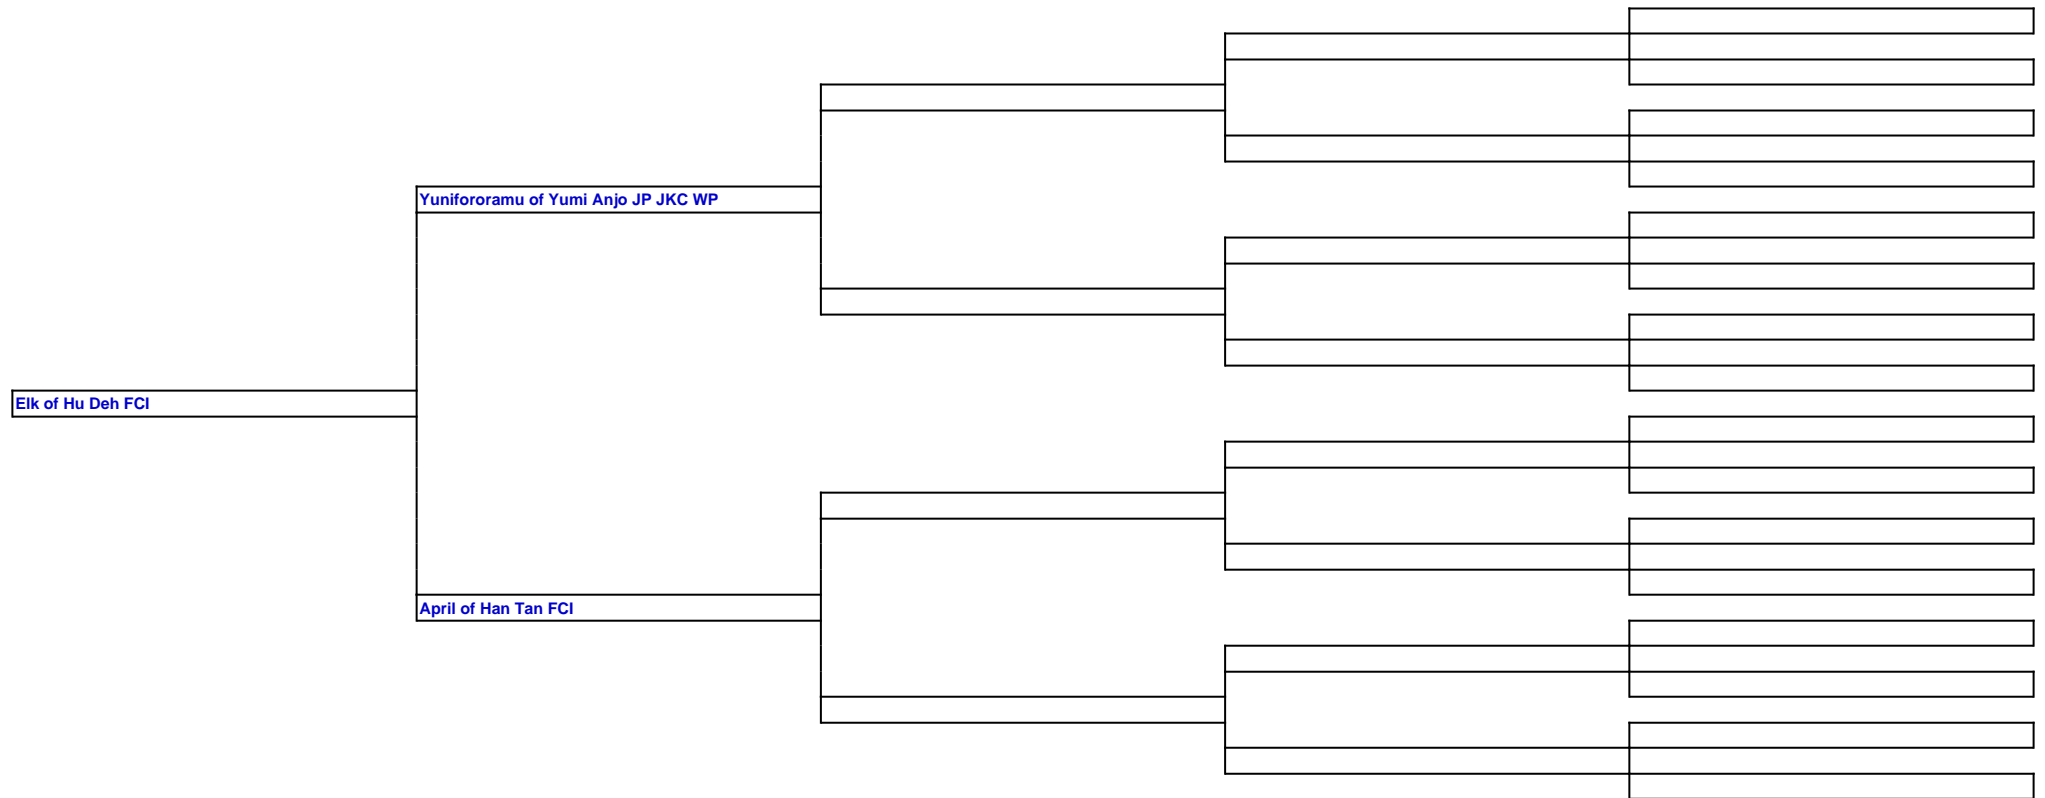 Yunifororamu of Yumi Anjo JP JKC WP
Elk of Hu Deh FCI
April of Han Tan FCI